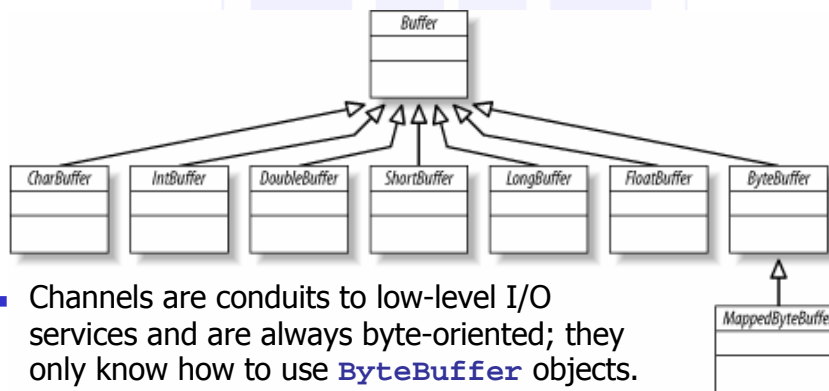 Buffer
CharBuffer IntBuffer DoubleBuffer ShortBuffer LongBuffer FloatBuffer ByteBuffer
MappedByteBuffe
Channels are conduits to low-level I/O
services and are always byte-oriented; they
only know how to use ByteBuffer objects.